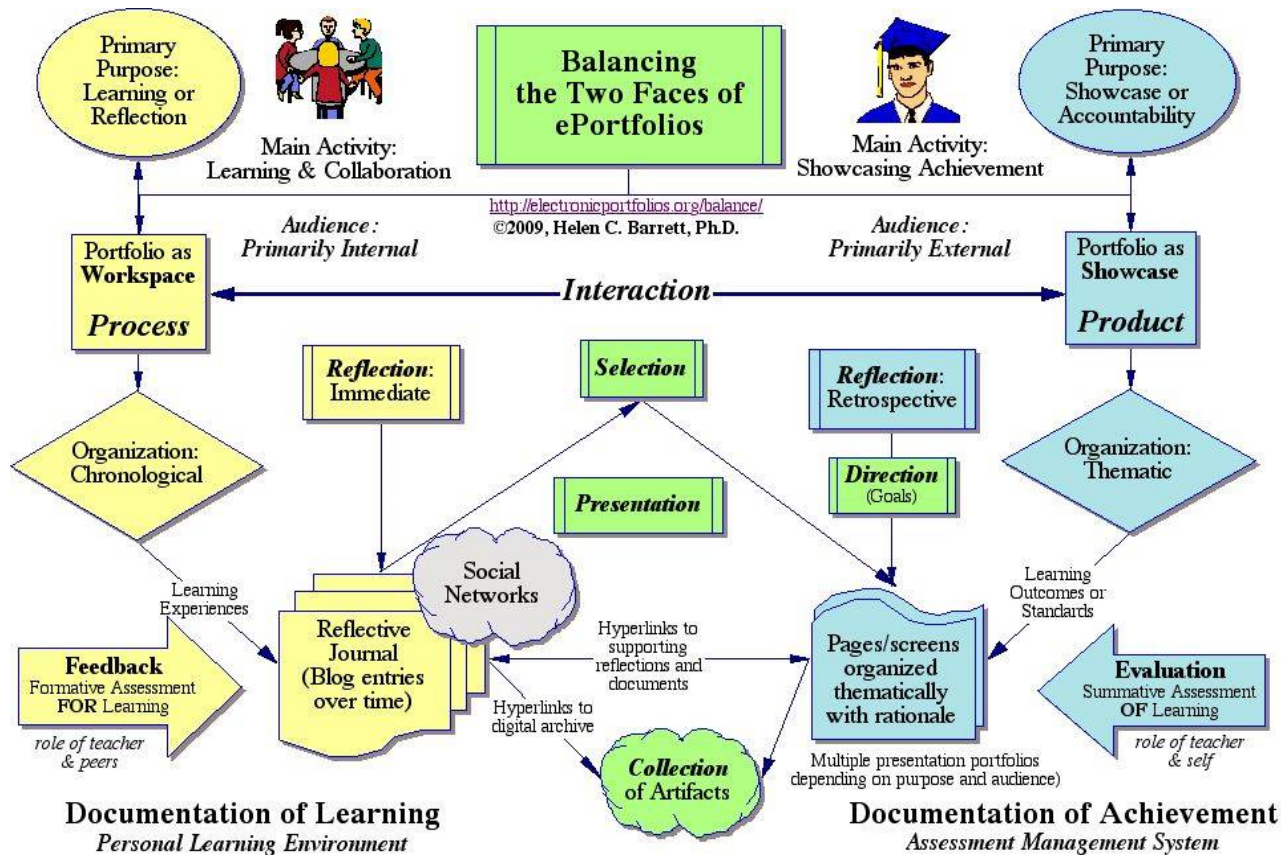 Primary
Purpose:
Learning or
Reflection
Main Activity:
Learning & Collaboration
Balancing
the Two Faces of
ePortfolios
Main Activity:
Showcasing Achievement
Primary
Purpose:
Showcase or
Accountability
http://electronicportfolios.org/balance/
©2009, Helen C. Barrett, Ph.D.
Audience:
Primarily Internal
Audience:
Primarily External
Portfolio as
Workspace
Process
Interaction
Portfolio as
Showcase
Product
Reflection:
Immediate
Selection
Reflection:
Retrospective
Organization:
Chronological
Presentation
Direction
(Goals)
Organization:
Thematic
Learning
Experiences
Social
Networks
Learning
Outcomes or
Standards
Feedback
Formative Assessment
FOR Learning
role of teacher
& peers
Reflective
Journal
(Blog entries
over time)
Hyperlinks to
supporting
reflections and
documents
Hyperlinks to
digital archive
Pages/screens
organized
thematically
with rationale
Evaluation
Summative Assessment
OF Learning
role of teacher
& self
Collection
of Artifacts
Multiple presentation portfolios
depending on purpose and audience)
Documentation of Learning
Personal Learning Environment
Documentation of Achievement
Assessment Management System